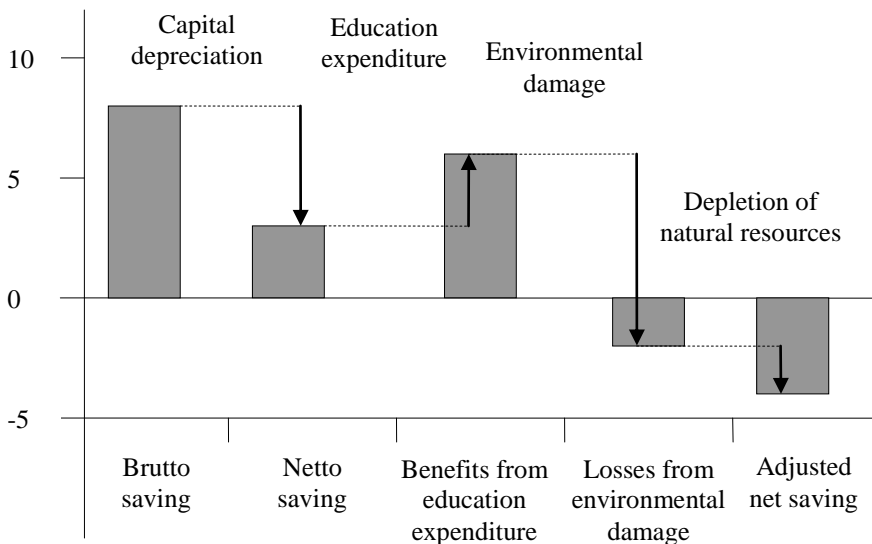 Capital
depreciation
Education
expenditure
Environmental
damage
Depletion of
natural resources
10
5
0
-5
Brutto
saving
Netto
saving
Benefits from
education
expenditure
Losses from
environmental
damage
Adjusted
net saving